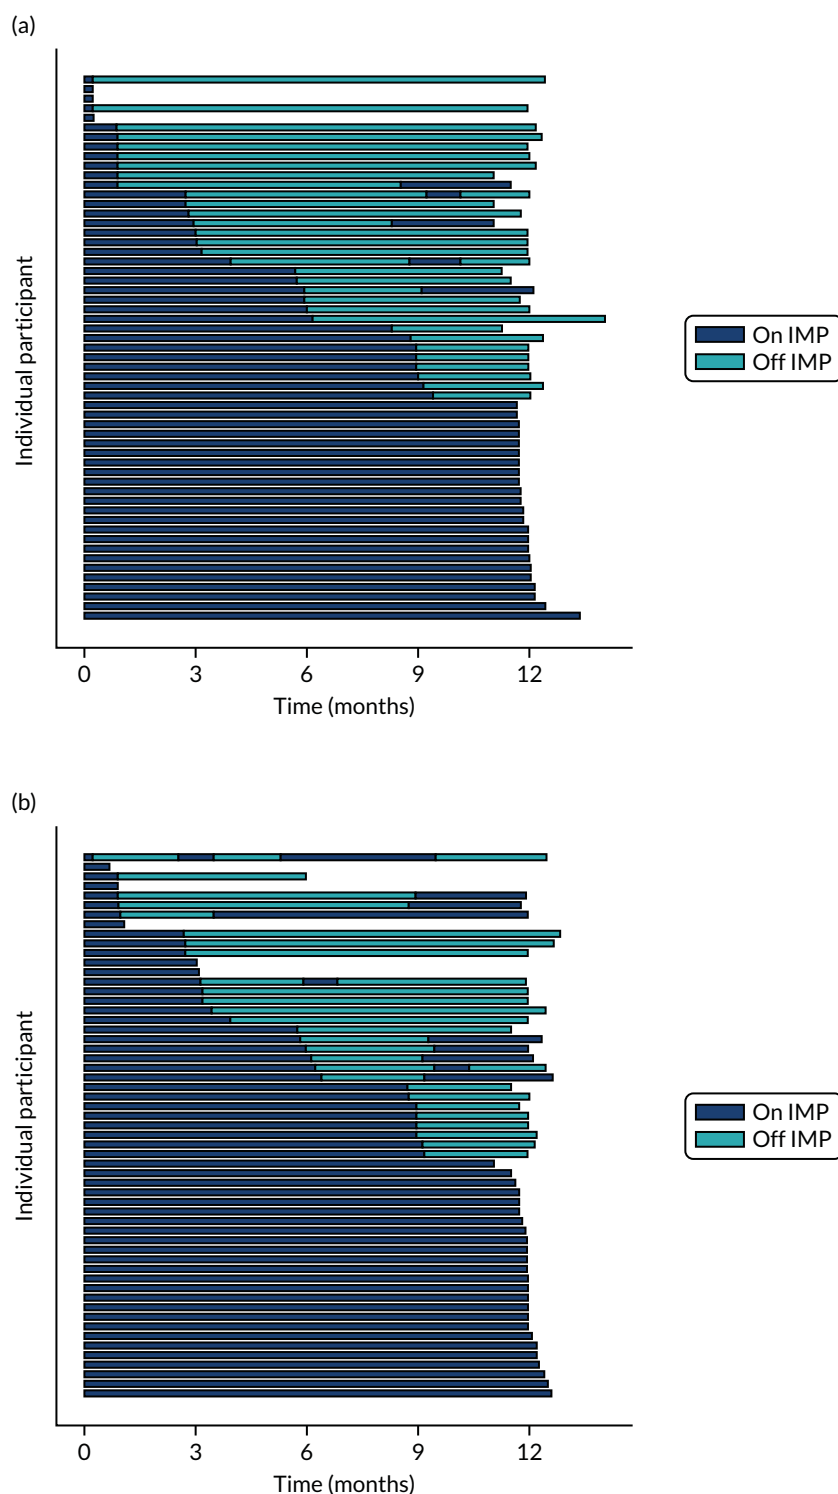 (a)
Individual participant
On IMP
Off IMP
0 3 6 9 12
Time (months)
(b)
Individual participant
On IMP
Off IMP
0 3 6 9 12
Time (months)